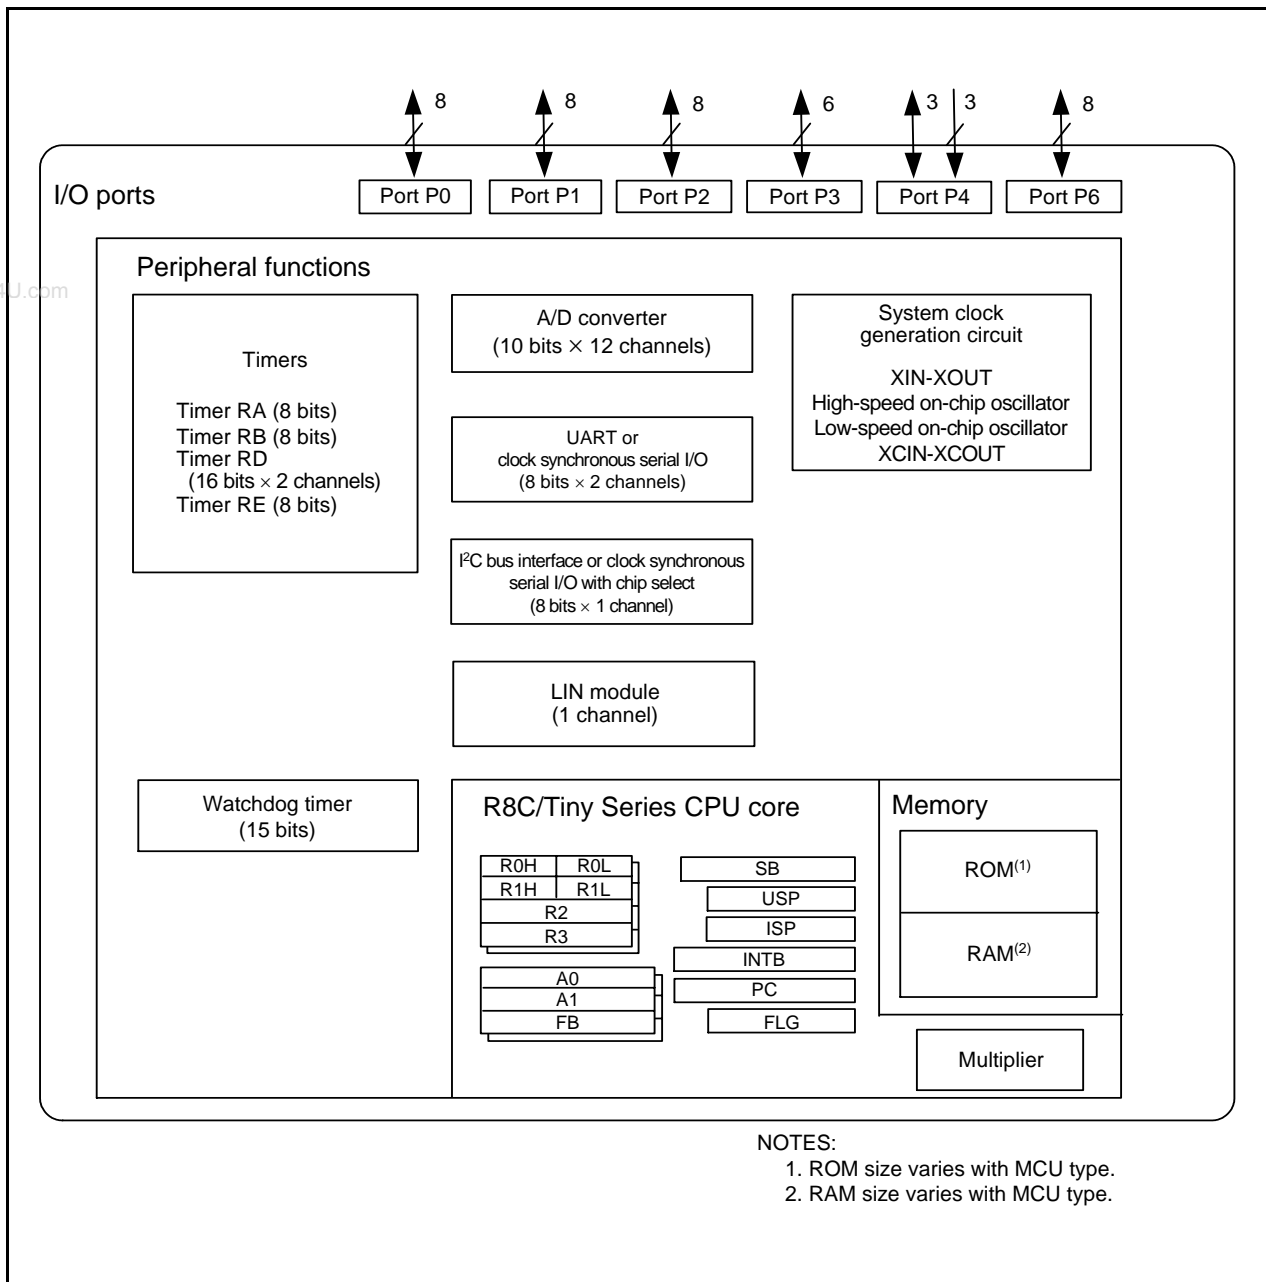 8 8 8 6 3 3 8
I/O ports
Port P0 Port P1 Port P2 Port P3 Port P4 Port P6
Peripheral functions
4U.com
Timers
Timer RA (8 bits)
Timer RB (8 bits)
Timer RD
(16 bits × 2 channels)
Timer RE (8 bits)
A/D converter
(10 bits × 12 channels)
UART or
clock synchronous serial I/O
(8 bits × 2 channels)
I²C bus interface or clock synchronous
serial I/O with chip select
(8 bits × 1 channel)
LIN module
(1 channel)
System clock
generation circuit
XIN-XOUT
High-speed on-chip oscillator
Low-speed on-chip oscillator
XCIN-XCOUT
Watchdog timer
(15 bits)
R8C/Tiny Series CPU core
R0H R0L
R1H R1L
R2
R3
A0
A1
FB
SB
USP
ISP
INTB
PC
FLG
Memory
ROM(1)
RAM(2)
Multiplier
NOTES:
1. ROM size varies with MCU type.
2. RAM size varies with MCU type.